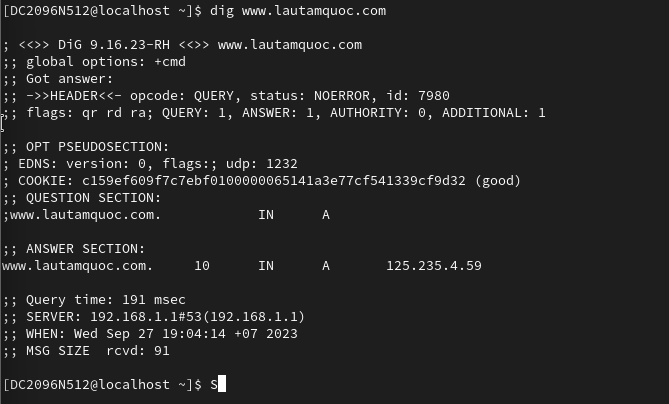 [DC2096N512@localhost ~]$ dig www.lautamquoc.com
; <<>> DiG 9.16.23-RH <<>> www.lautamquoc.com
;; global options: +cmd
;; Got answer:
;; ->>HEADER<<- opcode: QUERY, status: NOERROR, id: 7980
;; flags: qr rd ra; QUERY: 1, ANSWER: 1, AUTHORITY: 0, ADDITIONAL: 1
;; OPT PSEUDOSECTION:
; EDNS: version: 0, flags:; udp: 1232
; COOKIE: c159ef609f7c7ebf0100000065141a3e77cf541339cf9d32 (good)
;; QUESTION SECTION:
;www.lautamquoc.com. IN A
;; ANSWER SECTION:
www.lautamquoc.com. 10 IN A 125.235.4.59
;; Query time: 191 msec
;; SERVER: 192.168.1.1#53(192.168.1.1)
;; WHEN: Wed Sep 27 19:04:14 +07 2023
;; MSG SIZE rcvd: 91
[DC2096N512@localhost ~]$ S